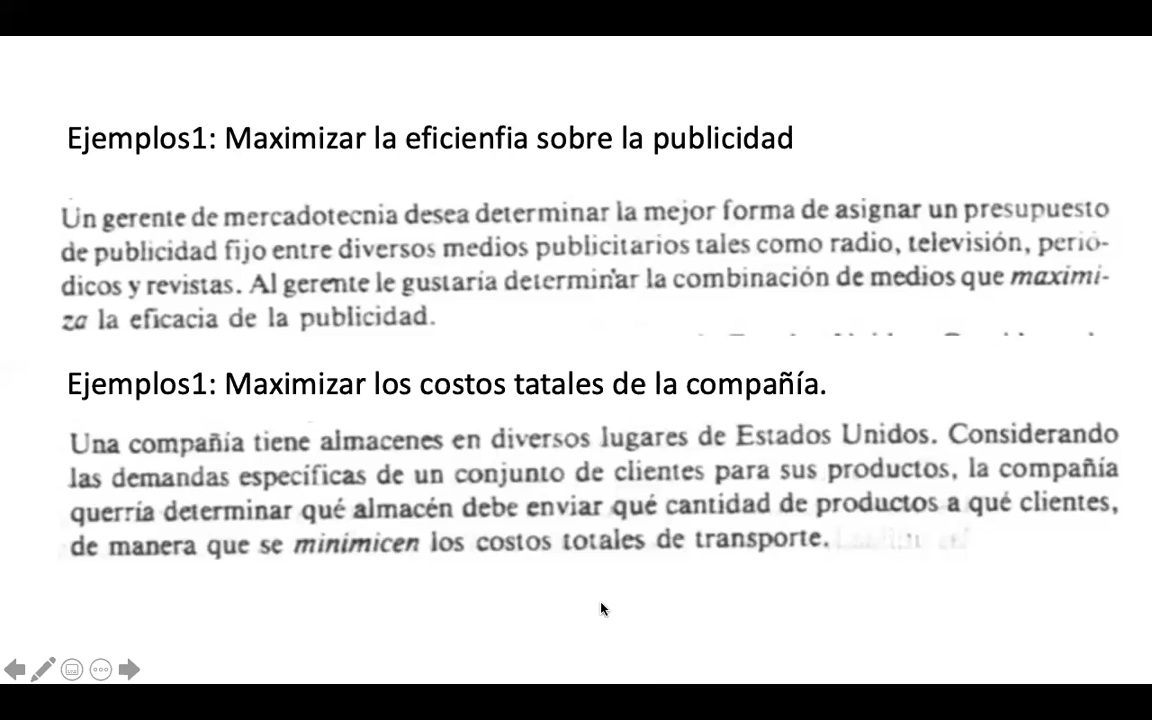 Ejemplos1: Maximizar la eficienfia sobre la publicidad
Un gerente de mercadotecnia desea determinar la mejor forma de asignar un presupuesto
de publicidad fijo entre diversos medios publicitarios tales como radio, televisión, perió-
dicos y revistas. Al gerente le gustaría determinar la combinación de medios que maximi-
za la eficacia de la publicidad.
Ejemplos1: Maximizar los costos tatales de la compañía.
Una compañía tiene almacenes en diversos lugares de Estados Unidos. Considerando
las demandas específicas de un conjunto de clientes para sus productos, la compañía
querría determinar qué almacén debe enviar qué cantidad de productos a qué clientes,
de manera que se minimicen los costos totales de transporte.